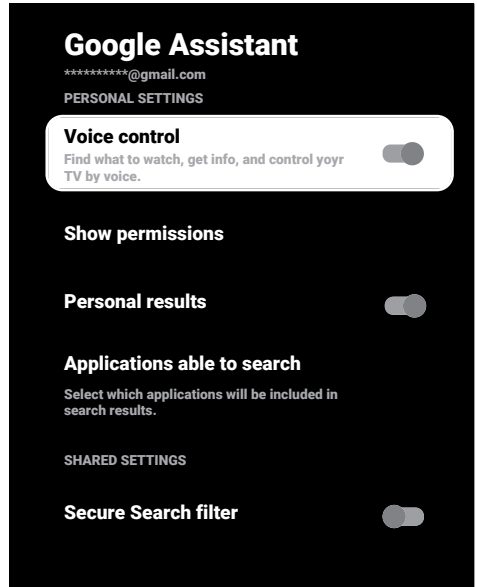 Google Assistant
**********@gmail.com
PERSONAL SETTINGS
Voice control
Find what to watch, get info, and control yoyr
TV by voice.
Show permissions
Personal results
Applications able to search
Select which applications will be included in
search results.
SHARED SETTINGS
Secure Search filter